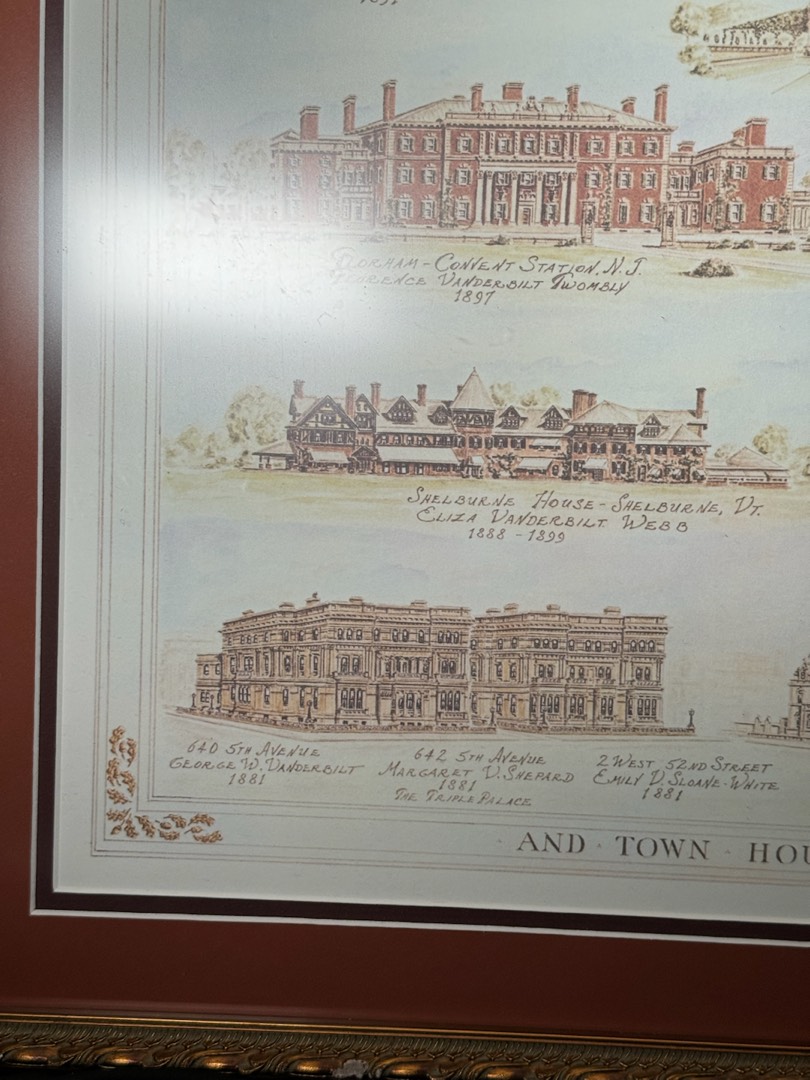 FLORHAM - CONVENT STATION, N.J.
FLORENCE VANDERBILT TWOMBLY
1897
SHELBURNE HOUSE - SHELBURNE, VT.
ELIZA VANDERBILT WEBB
1888 - 1899
640 5TH AVENUE
GEORGE W. VANDERBILT
1881
642 5TH AVENUE
MARGARET V. SHEPARD
1881
THE TRIPLE PALACE
2 WEST 52ND STREET
EMILY V. SLOANE-WHITE
1881
AND · TOWN · HOU